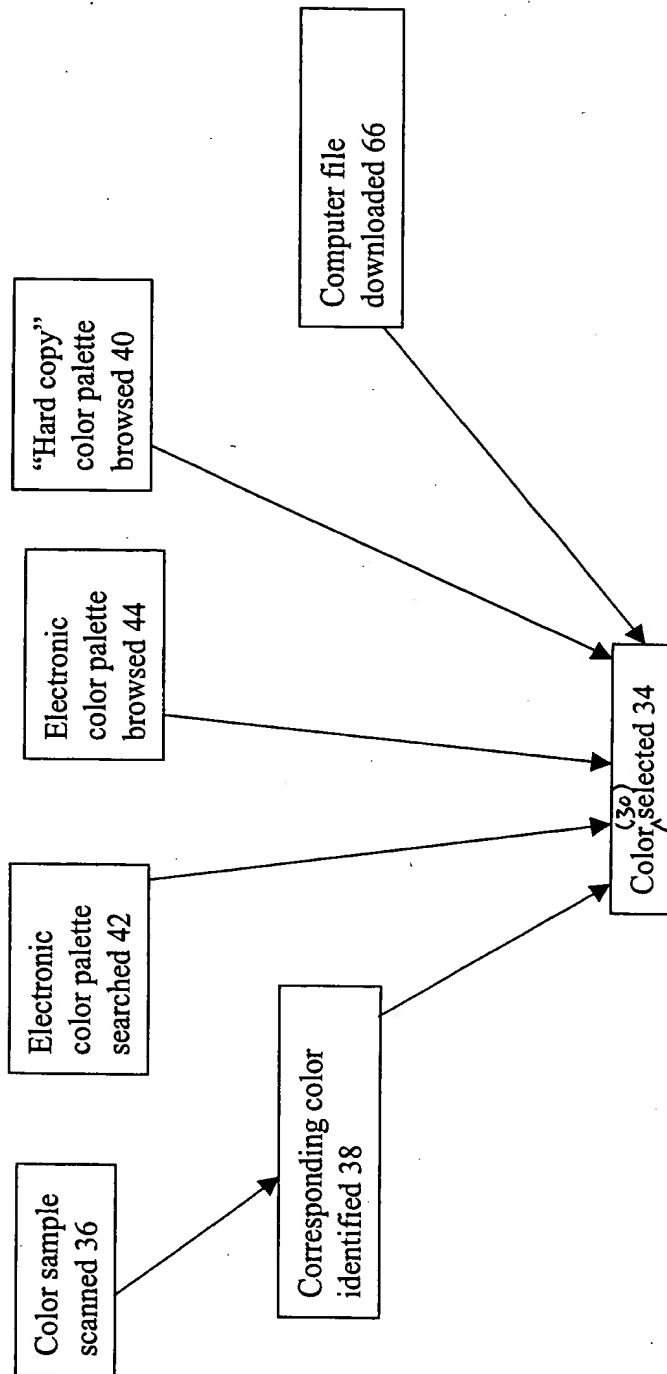 Color sample
scanned 36
Electronic
color palette
searched 42
Electronic
color palette
browsed 44
“Hard copy”
color palette
browsed 40
Computer file
downloaded 66
Corresponding color
identified 38
(30)
Color selected 34